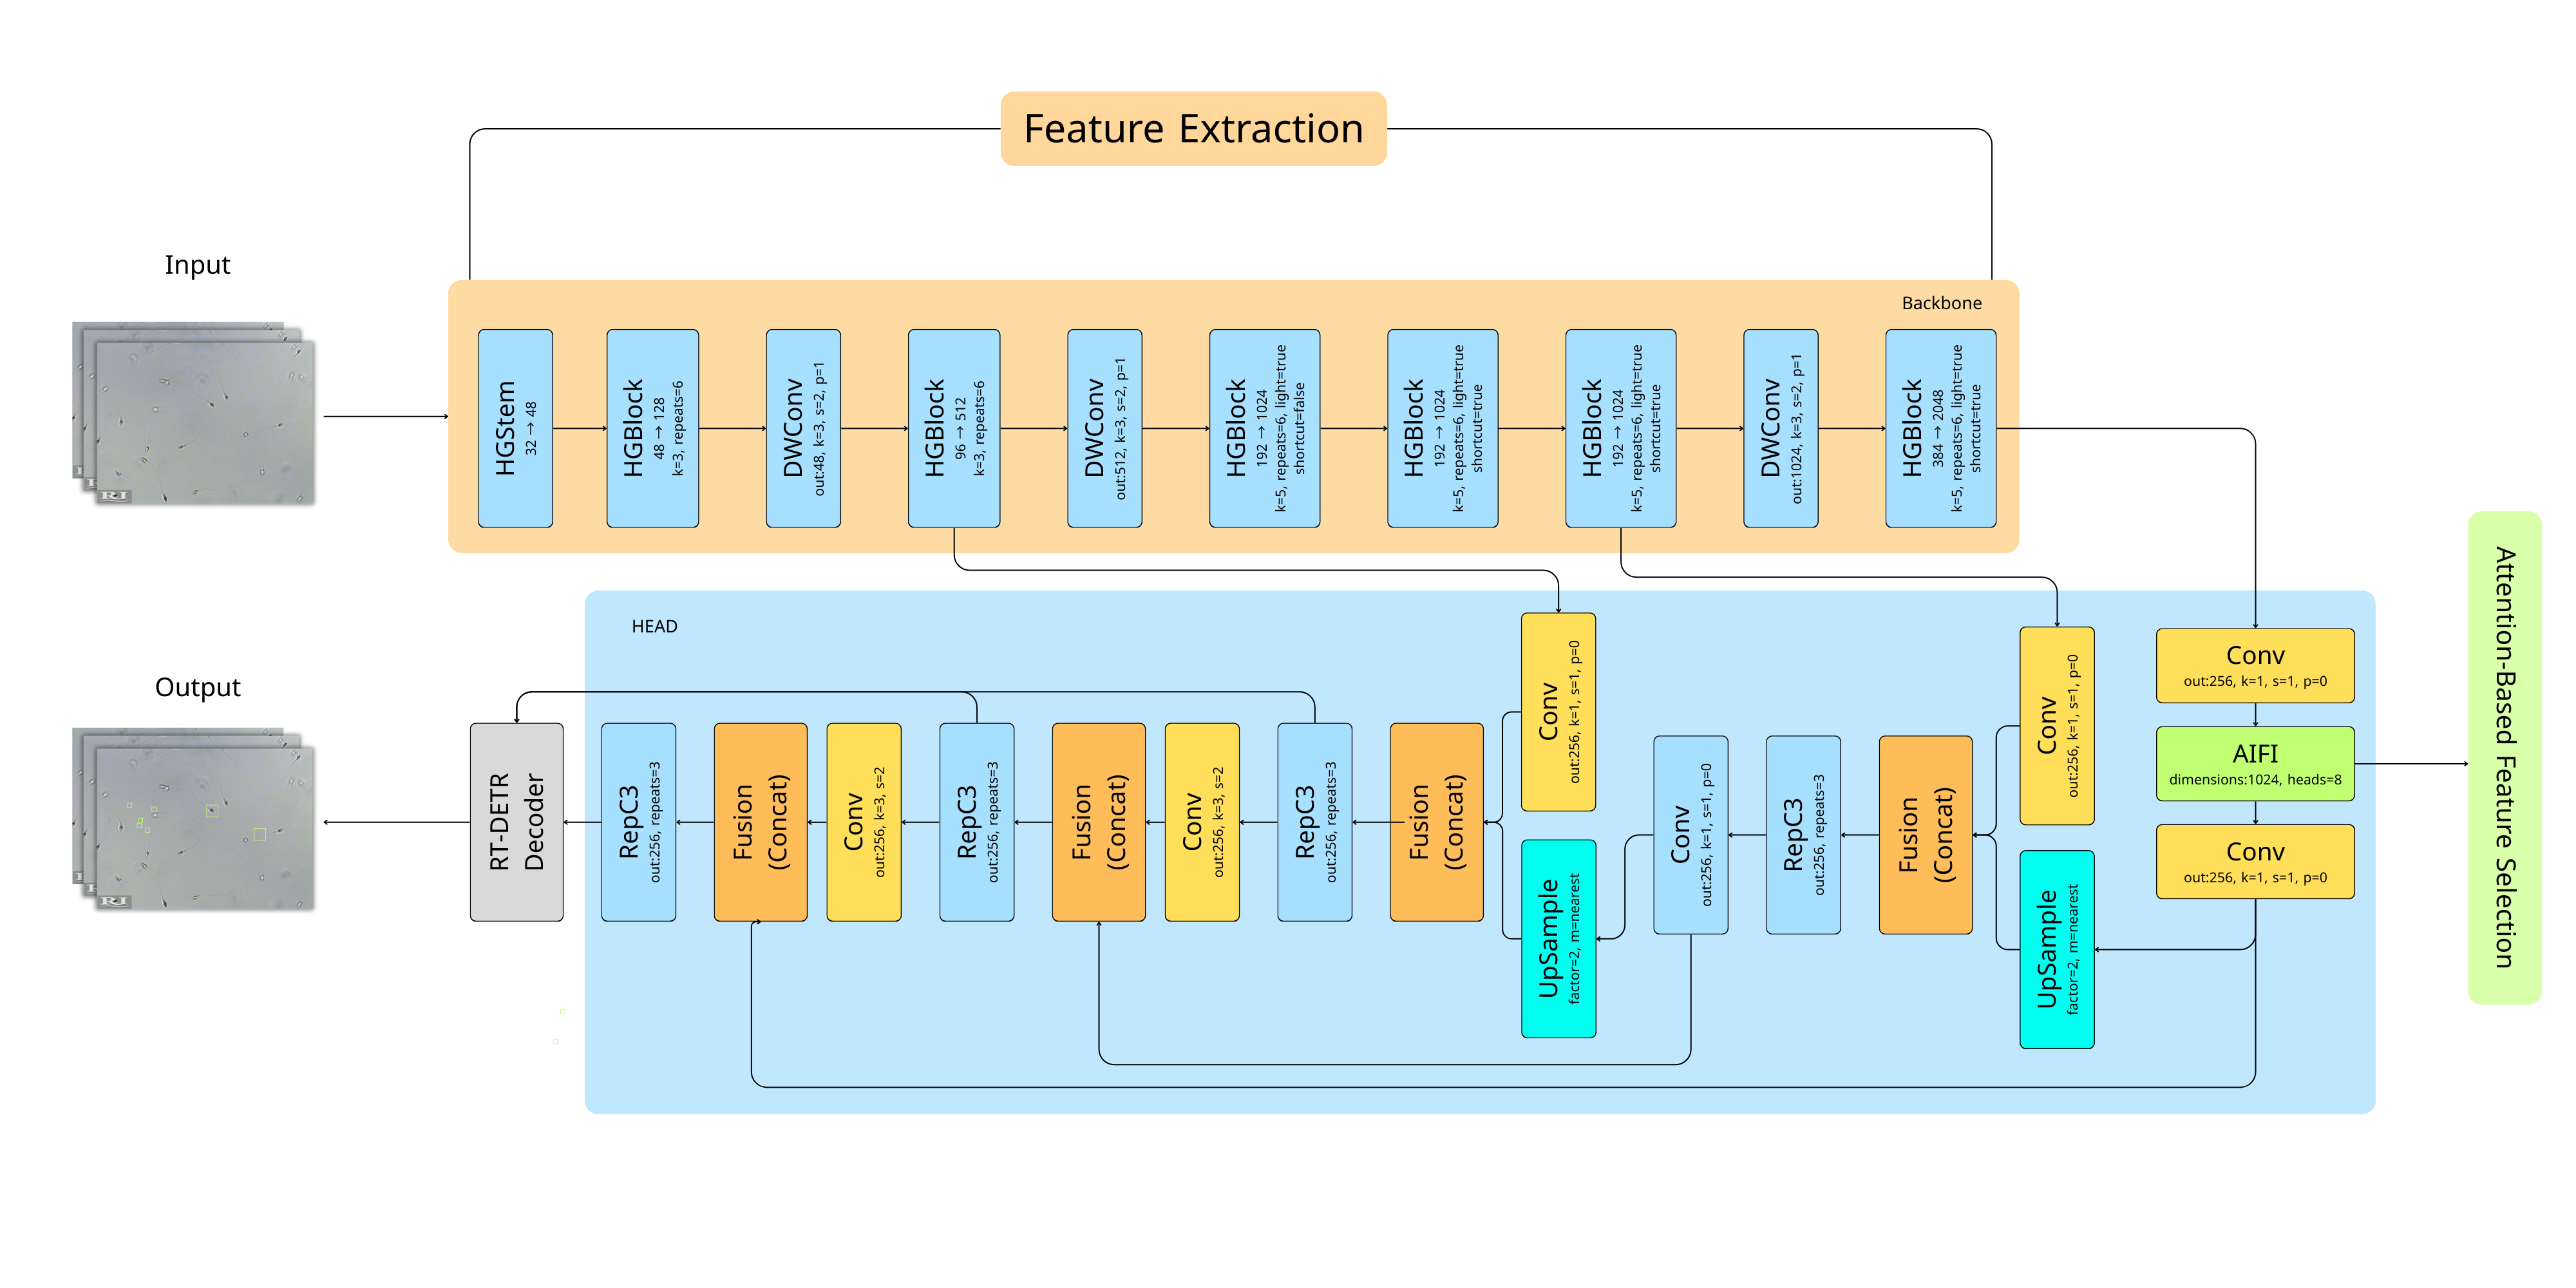 Feature Extraction
Input
Backbone
HGStem
32 → 48
HGBlock
48 → 128
k=3, repeats=6
DWConv
out:48, k=3, s=2, p=1
HGBlock
96 → 512
k=3, repeats=6
DWConv
out:512, k=3, s=2, p=1
HGBlock
192 → 1024
k=5, repeats=6, light=true
shortcut=false
HGBlock
192 → 1024
k=5, repeats=6, light=true
shortcut=true
HGBlock
192 → 1024
k=5, repeats=6, light=true
shortcut=true
DWConv
out:1024, k=3, s=2, p=1
HGBlock
384 → 2048
k=5, repeats=6, light=true
shortcut=true
RI
Attention-Based Feature Selection
HEAD
Conv
out:256, k=1, s=1, p=0
AIFI
dimensions:1024, heads=8
Conv
out:256, k=1, s=1, p=0
Conv
out:256, k=1, s=1, p=0
UpSample
factor=2, m=nearest
Fusion
(Concat)
RepC3
out:256, repeats=3
Conv
out:256, k=1, s=1, p=0
Conv
out:256, k=1, s=1, p=0
UpSample
factor=2, m=nearest
Fusion
(Concat)
RepC3
out:256, repeats=3
Conv
out:256, k=3, s=2
Fusion
(Concat)
RepC3
out:256, repeats=3
Conv
out:256, k=3, s=2
Fusion
(Concat)
RepC3
out:256, repeats=3
RT-DETR
Decoder
Output
RI